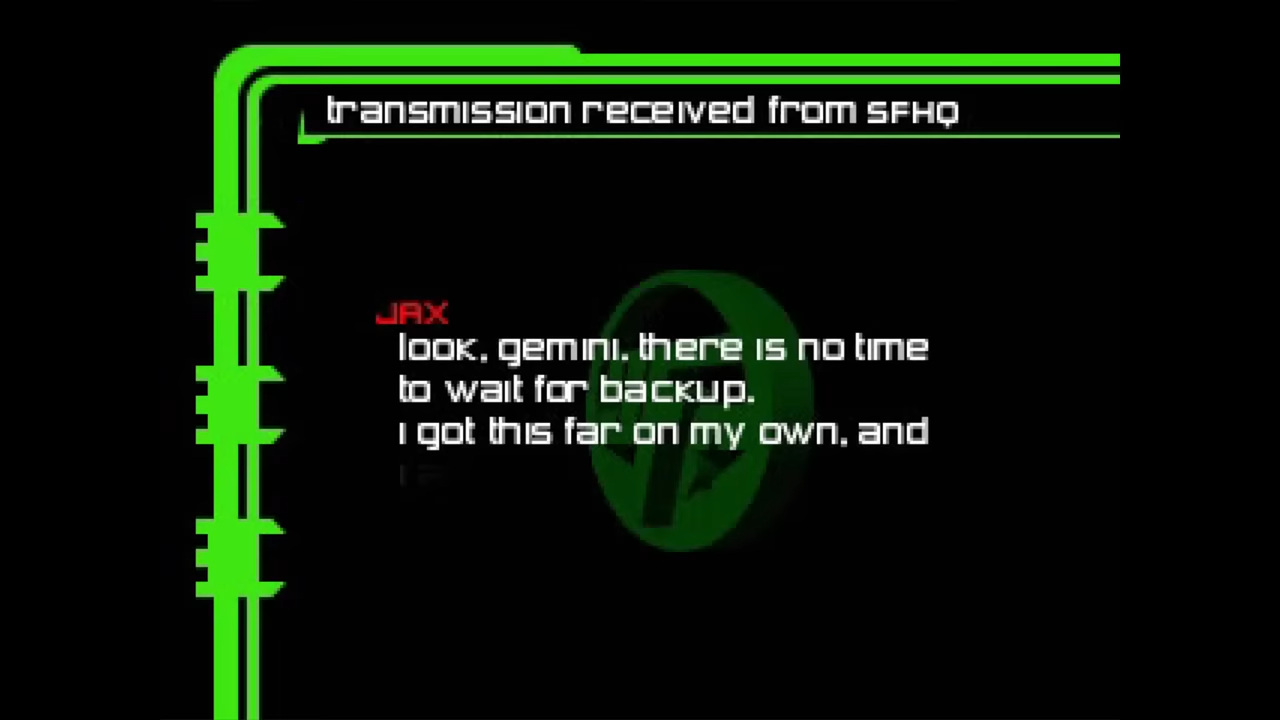 transmission received from SFHQ
JAX
look, gemini. there is no time
to wait for backup.
i got this far on my own, and